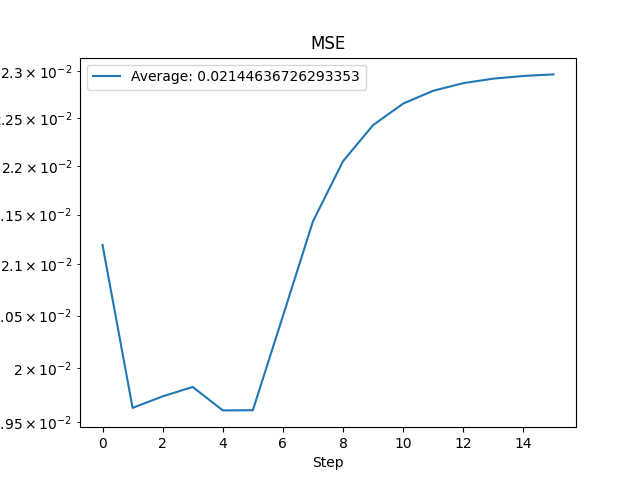 MSE
Average: 0.02144636726293353
2.3 × 10⁻²
.25 × 10⁻²
2.2 × 10⁻²
.15 × 10⁻²
2.1 × 10⁻²
.05 × 10⁻²
2 × 10⁻²
.95 × 10⁻²
0 2 4 6 8 10 12 14
Step